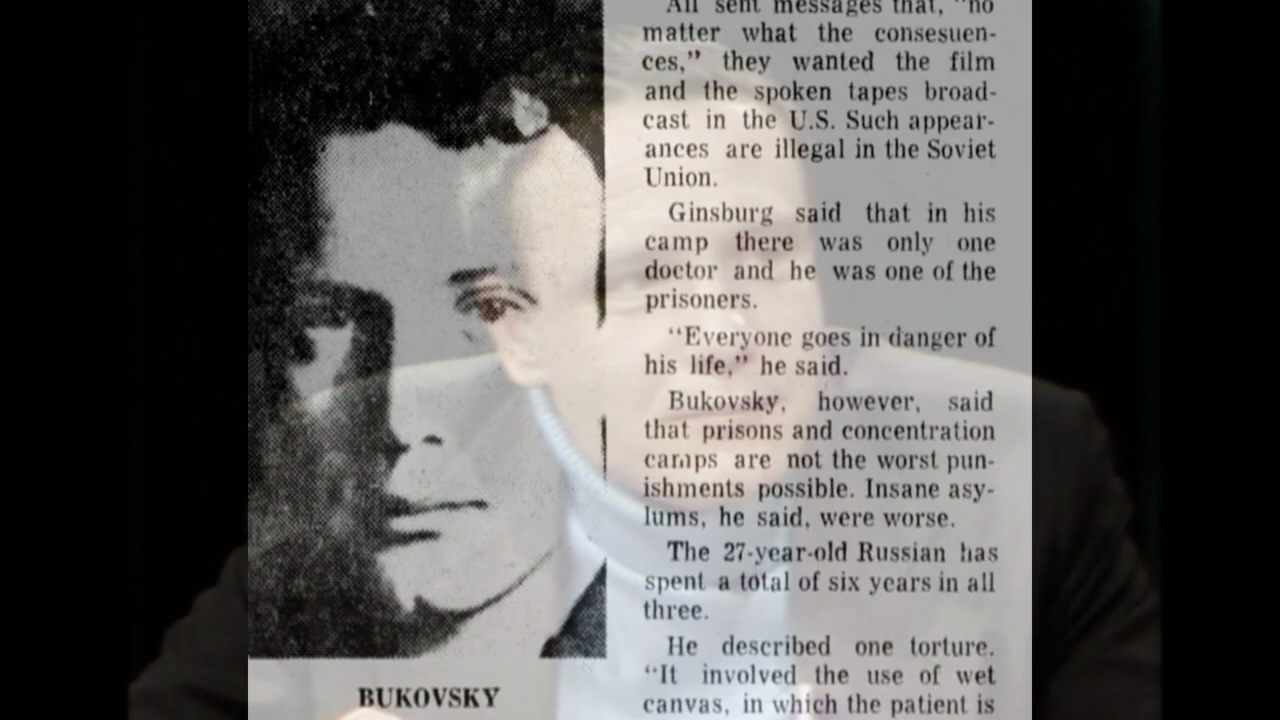 All sent messages that, "no
matter what the consesuen-
ces," they wanted the film
and the spoken tapes broad-
cast in the U.S. Such appear-
ances are illegal in the Soviet
Union.
Ginsburg said that in his
camp there was only one
doctor and he was one of the
prisoners.
"Everyone goes in danger of
his life," he said.
Bukovsky, however, said
that prisons and concentration
camps are not the worst pun-
ishments possible. Insane asy-
lums, he said, were worse.
The 27-year-old Russian has
spent a total of six years in all
three.
He described one torture.
"It involved the use of wet
canvas, in which the patient is
BUKOVSKY